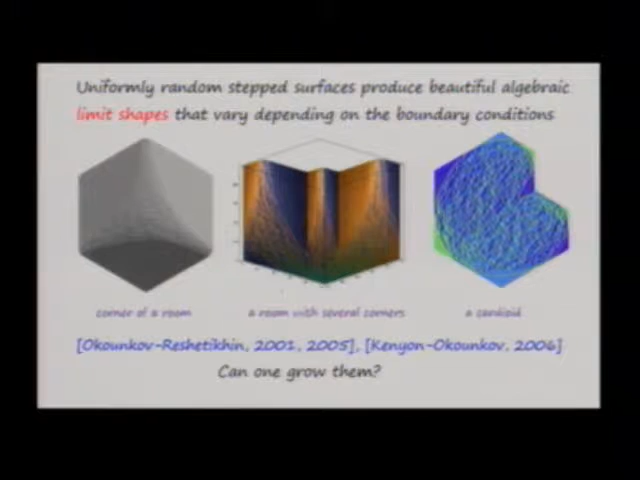 Uniformly random stepped surfaces produce beautiful algebraic
limit shapes that vary depending on the boundary conditions
corner of a room
a room with several corners
a cardioid
[Okounkov-Reshetikhin, 2001, 2005], [Kenyon-Okounkov, 2006]
Can one grow them?